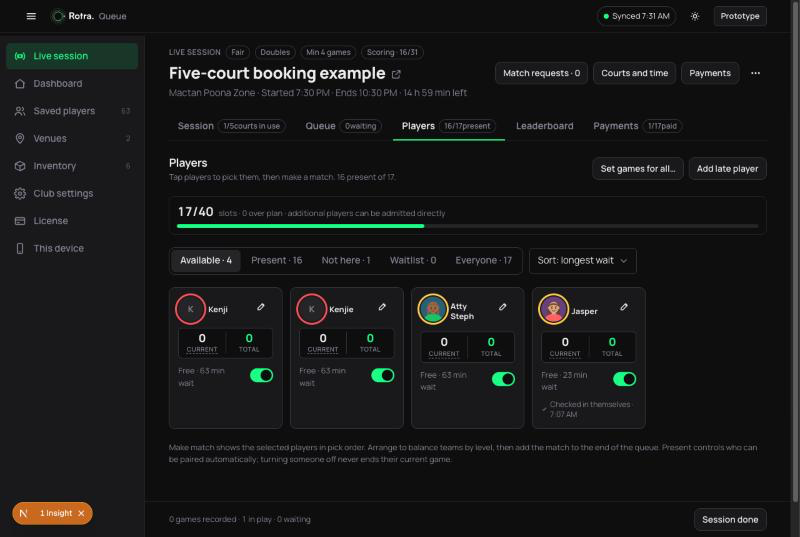 Rotra. Queue
Synced 7:31 AM
Prototype
Live session
Dashboard
Saved players 63
Venues 2
Inventory 6
Club settings
License
This device
N 1 Insight ×
LIVE SESSION Fair Doubles Min 4 games Scoring · 16/31
Five-court booking example
Mactan Poona Zone · Started 7:30 PM · Ends 10:30 PM · 14 h 59 min left
Match requests · 0
Courts and time
Payments
Session 1/5courts in use
Queue 0waiting
Players 16/17present
Leaderboard
Payments 1/17paid
Players
Tap players to pick them, then make a match. 16 present of 17.
Set games for all...
Add late player
17/40 slots · 0 over plan · additional players can be admitted directly
Available · 4
Present · 16
Not here · 1
Waitlist · 0
Everyone · 17
Sort: longest wait
K Kenji
0 CURRENT
0 TOTAL
Free · 63 min
wait
K Kenjie
0 CURRENT
0 TOTAL
Free · 63 min
wait
Atty
Steph
0 CURRENT
0 TOTAL
Free · 63 min
wait
Jasper
0 CURRENT
0 TOTAL
Free · 23 min
wait
Checked in themselves ·
7:07 AM
Make match shows the selected players in pick order. Arrange to balance teams by level, then add the match to the end of the queue. Present controls who can
be paired automatically; turning someone off never ends their current game.
0 games recorded · 1 in play · 0 waiting
Session done